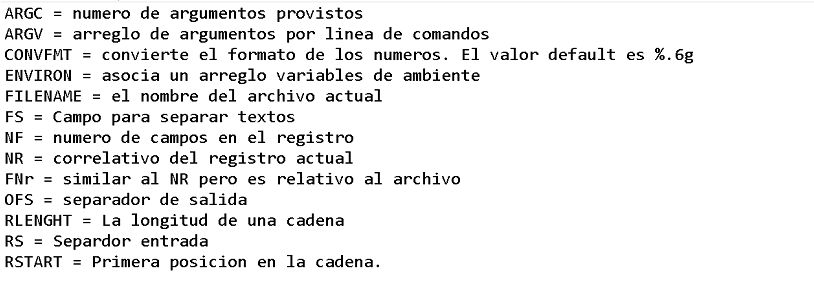 ARGC = numero de argumentos provistos
ARGV = arreglo de argumentos por linea de comandos
CONVFMT = convierte el formato de los numeros. El valor default es %.6g
ENVIRON = asocia un arreglo variables de ambiente
FILENAME = el nombre del archivo actual
FS = Campo para separar textos
NF = numero de campos en el registro
NR = correlativo del registro actual
FNr = similar al NR pero es relativo al archivo
OFS = separador de salida
RLENGHT = La longitud de una cadena
RS = Separdor entrada
RSTART = Primera posicion en la cadena.